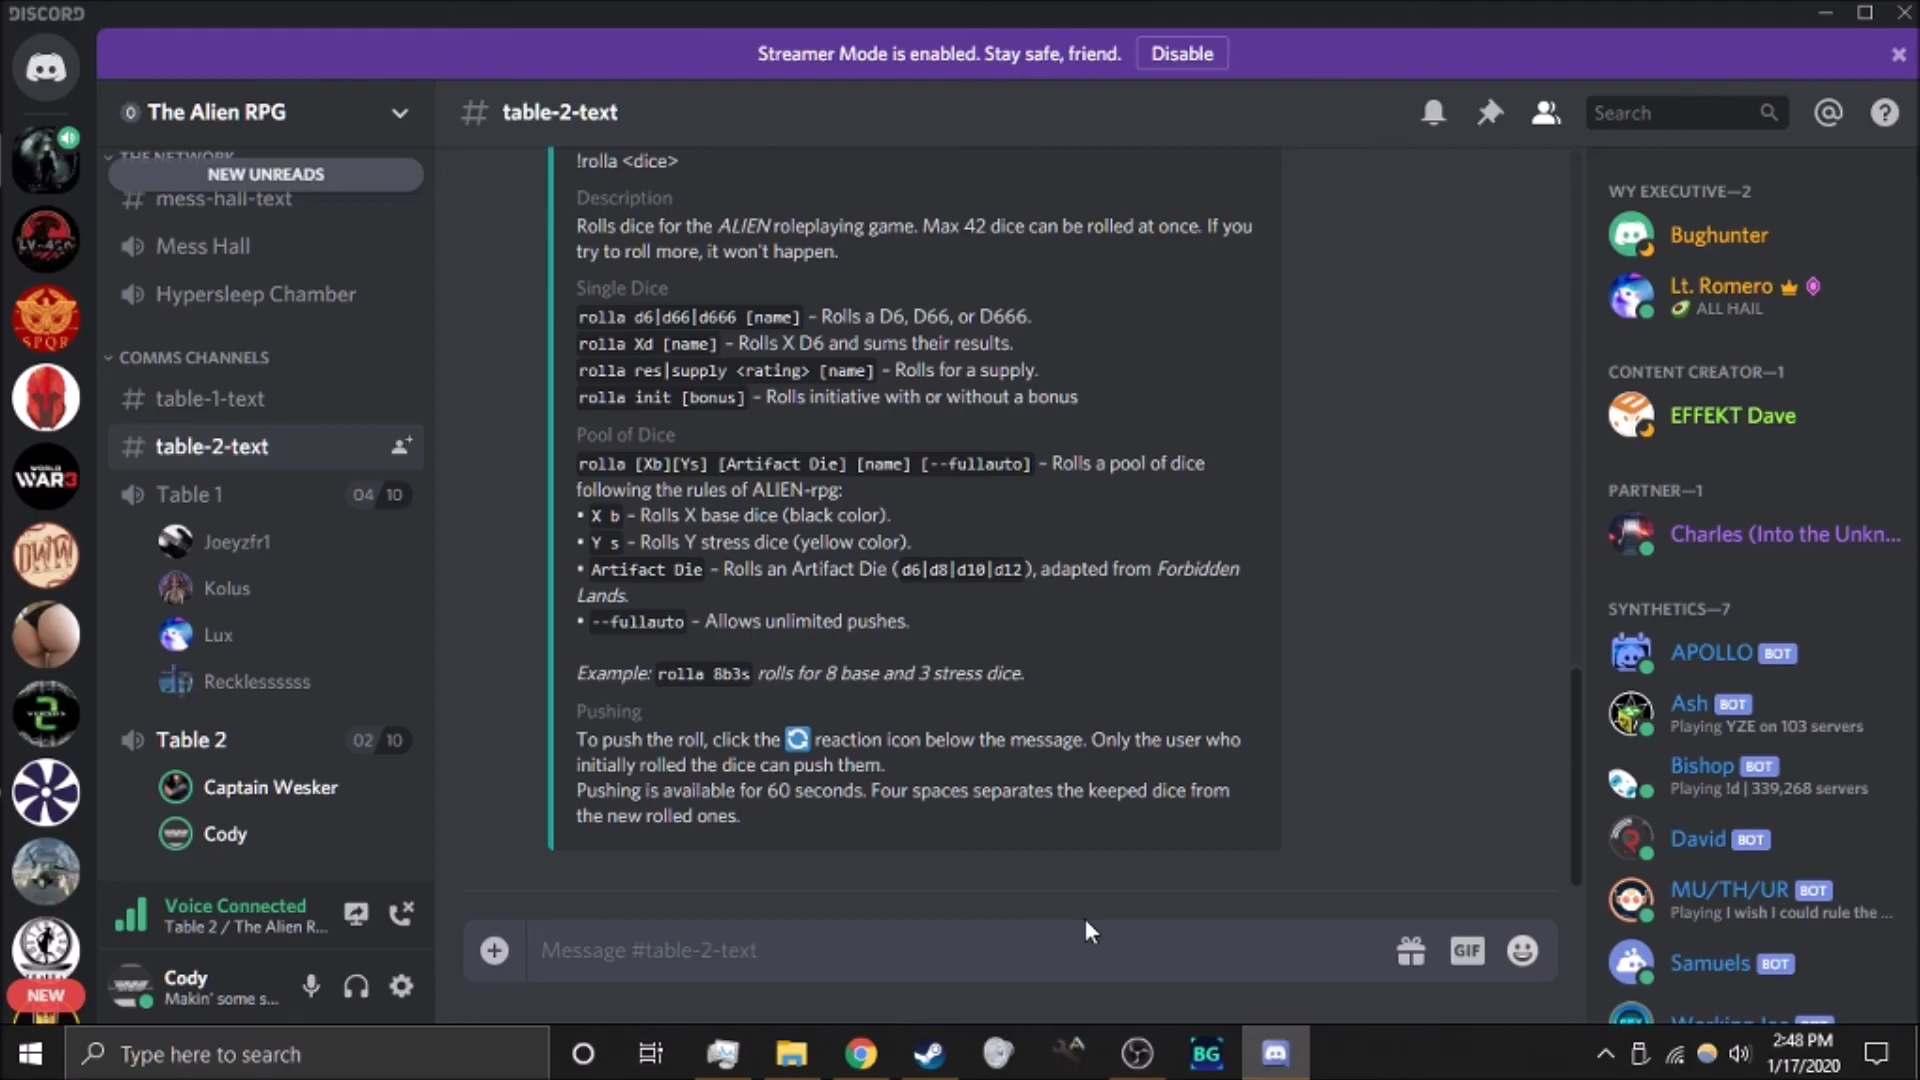 DISCORD
Streamer Mode is enabled. Stay safe, friend. Disable
The Alien RPG
THE NETWORK
NEW UNREADS
mess-hall-text
Mess Hall
Hypersleep Chamber
COMMS CHANNELS
table-1-text
table-2-text
Table 1 04 10
Joeyzfr1
Kolus
Lux
Recklessssss
Table 2 02 10
Captain Wesker
Cody
Voice Connected
Table 2 / The Alien R...
Cody
Makin' some s...
LV-426
SPQR
WORLD
WAR3
DWW
2
NEW
# table-2-text
Search
!rolla <dice>
Description
Rolls dice for the ALIEN roleplaying game. Max 42 dice can be rolled at once. If you
try to roll more, it won't happen.
Single Dice
rolla d6|d66|d666 [name] – Rolls a D6, D66, or D666.
rolla Xd [name] – Rolls X D6 and sums their results.
rolla res|supply <rating> [name] – Rolls for a supply.
rolla init [bonus] – Rolls initiative with or without a bonus
Pool of Dice
rolla [Xb][Ys] [Artifact Die] [name] [--fullauto] – Rolls a pool of dice
following the rules of ALIEN-rpg:
• X b – Rolls X base dice (black color).
• Y s – Rolls Y stress dice (yellow color).
• Artifact Die – Rolls an Artifact Die (d6|d8|d10|d12), adapted from Forbidden
Lands.
• --fullauto – Allows unlimited pushes.
Example: rolla 8b3s rolls for 8 base and 3 stress dice.
Pushing
To push the roll, click the reaction icon below the message. Only the user who
initially rolled the dice can push them.
Pushing is available for 60 seconds. Four spaces separates the keeped dice from
the new rolled ones.
Message #table-2-text
GIF
WY EXECUTIVE—2
Bughunter
Lt. Romero
ALL HAIL
CONTENT CREATOR—1
EFFEKT Dave
PARTNER—1
Charles (Into the Unkn...
SYNTHETICS—7
APOLLO BOT
Ash BOT
Playing YZE on 103 servers
Bishop BOT
Playing !d | 339,268 servers
David BOT
MU/TH/UR BOT
Playing I wish I could rule the ...
Samuels BOT
Type here to search
BG
2:48 PM
1/17/2020